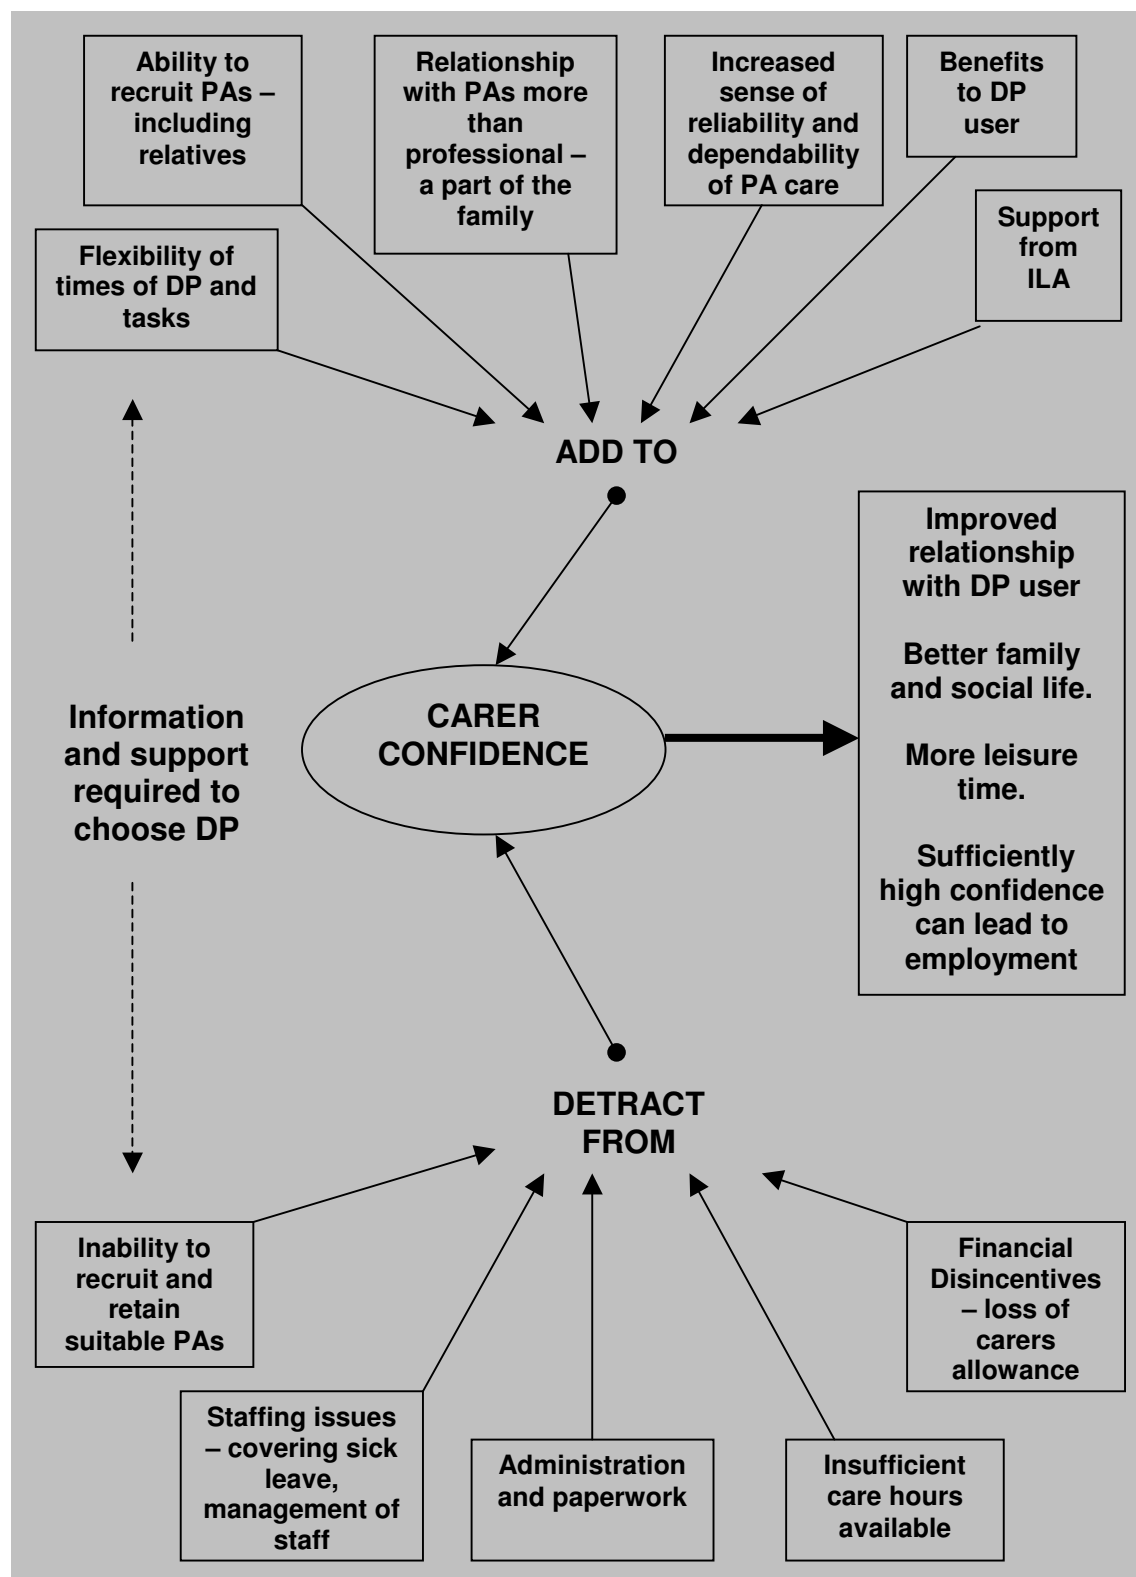 Ability to
recruit PAs –
including
relatives
Relationship
with PAs more
than
professional –
a part of the
family
Increased
sense of
reliability and
dependability
of PA care
Benefits
to DP
user
Support
from
ILA
Flexibility of
times of DP and
tasks
ADD TO
Improved
relationship
with DP user
Better family
and social life.
More leisure
time.
Sufficiently
high confidence
can lead to
employment
CARER
CONFIDENCE
Information
and support
required to
choose DP
DETRACT
FROM
Inability to
recruit and
retain
suitable PAs
Staffing issues
– covering sick
leave,
management of
staff
Administration
and paperwork
Insufficient
care hours
available
Financial
Disincentives
– loss of
carers
allowance